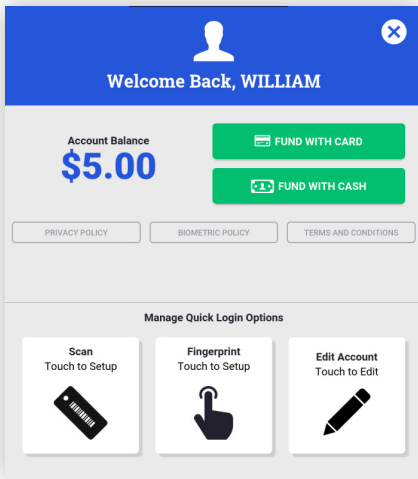 Welcome Back, WILLIAM
Account Balance
$5.00
FUND WITH CARD
FUND WITH CASH
PRIVACY POLICY
BIOMETRIC POLICY
TERMS AND CONDITIONS
Manage Quick Login Options
Scan
Touch to Setup
Fingerprint
Touch to Setup
Edit Account
Touch to Edit